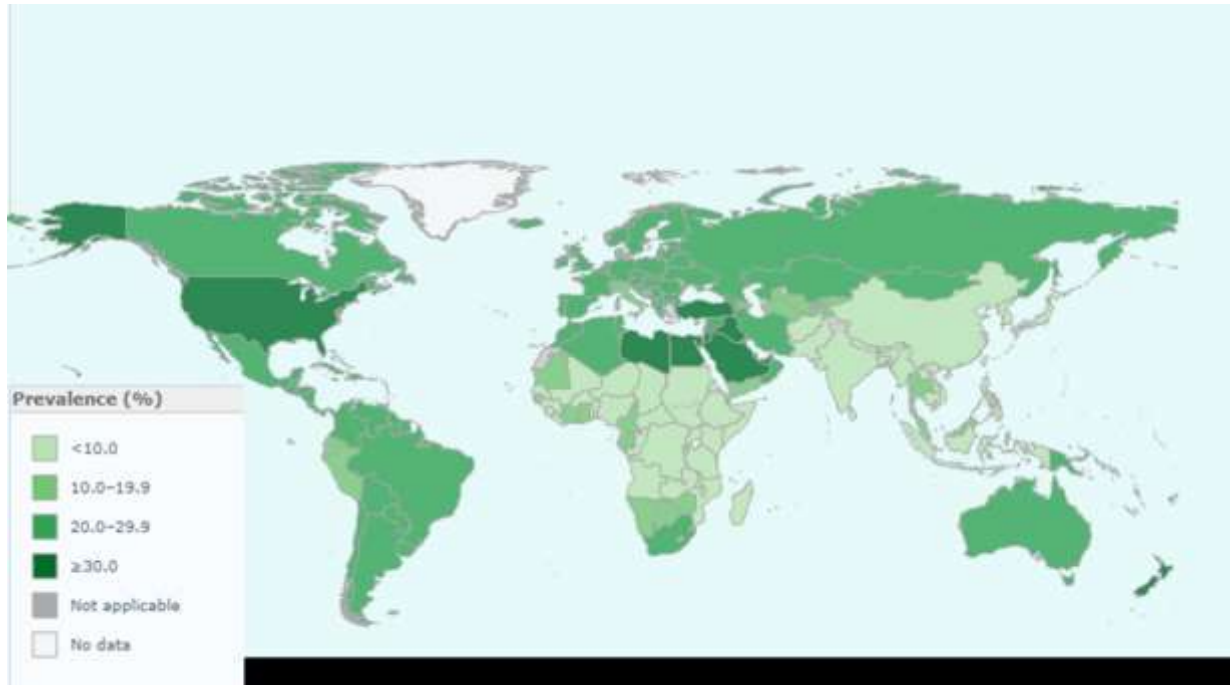 Prevalence (%)
<10.0
10.0–19.9
20.0–29.9
≥30.0
Not applicable
No data